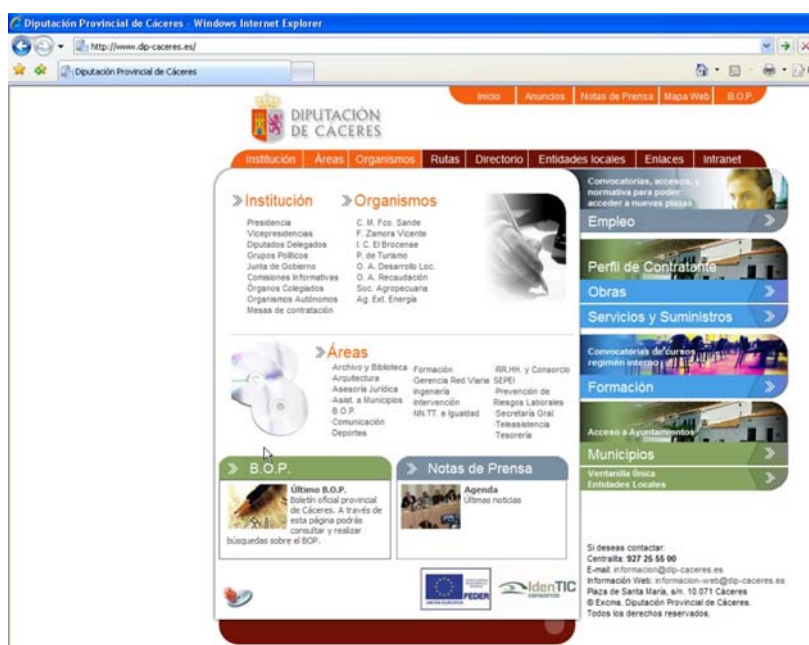 Diputación Provincial de Cáceres - Windows Internet Explorer
http://www.dip-caceres.es/
Diputación Provincial de Cáceres
Inicio Anuncios Notas de Prensa Mapa Web B.O.P.
DIPUTACIÓN
DE CÁCERES
Institución Áreas Organismos Rutas Directorio Entidades locales Enlaces Intranet
Institución
Presidencia
Vicepresidencias
Diputados Delegados
Grupos Políticos
Junta de Gobierno
Comisiones Informativas
Órganos Colegiados
Organismos Autónomos
Mesas de contratación
Organismos
C. M. Fco. Sande
F. Zamora Vicente
I. C. El Brocense
P. de Turismo
O. A. Desarrollo Loc.
O. A. Recaudación
Soc. Agropecuaria
Ag. Ext. Energía
Áreas
Archivo y Biblioteca
Arquitectura
·Asesoría Jurídica
·Asist. a Municipios
·B.O.P.
·Comunicación
Deportes
·Formación
·Gerencia Red Viaria
Ingeniería
·Intervención
·NN.TT. e Igualdad
·RR.HH. y Consorcio
SEPEI
·Prevención de
Riesgos Laborales
·Secretaría Gral.
·Teleasistencia
·Tesorería
B.O.P.
Último B.O.P.
Boletín oficial provincial
de Cáceres. A través de
esta página podrás
consultar y realizar
búsquedas sobre el BOP.
Notas de Prensa
Agenda
Últimas noticias
Convocatorias, accesos, y
normativa para poder
acceder a nuevas plazas
Empleo
Perfil de Contratante
Obras
Servicios y Suministros
Convocatorias de cursos
regimén interno
Formación
Acceso a Ayuntamientos
Municipios
Ventanilla Única
Entidades Locales
Si deseas contactar:
Centralita: 927 25 55 00
E-mail: informacion@dip-caceres.es
Información Web: informacion-web@dip-caceres.es
Plaza de Santa María, s/n. 10.071 Cáceres
© Excma. Diputación Provincial de Cáceres.
Todos los derechos reservados.
UNIÓN EUROPEA
FEDER
IdenTIC
consorcio